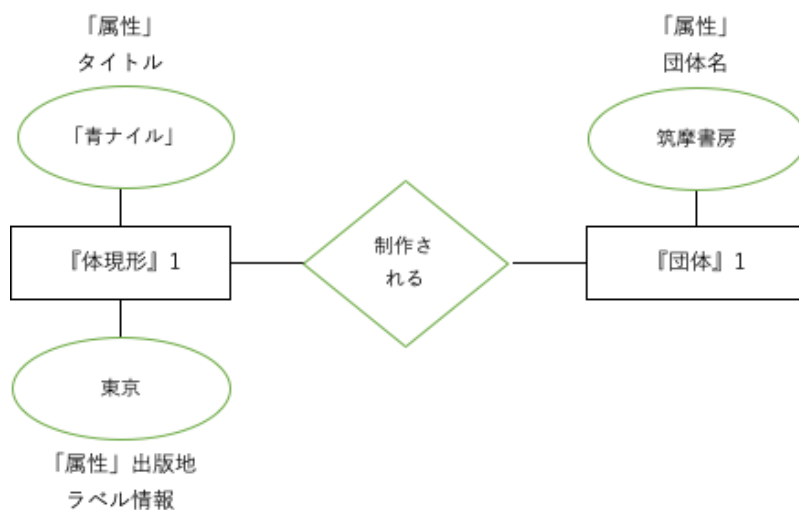 「属性」
タイトル
「青ナイル」
『体現形』1
東京
「属性」出版地
ラベル情報
制作さ
れる
「属性」
団体名
筑摩書房
『団体』1